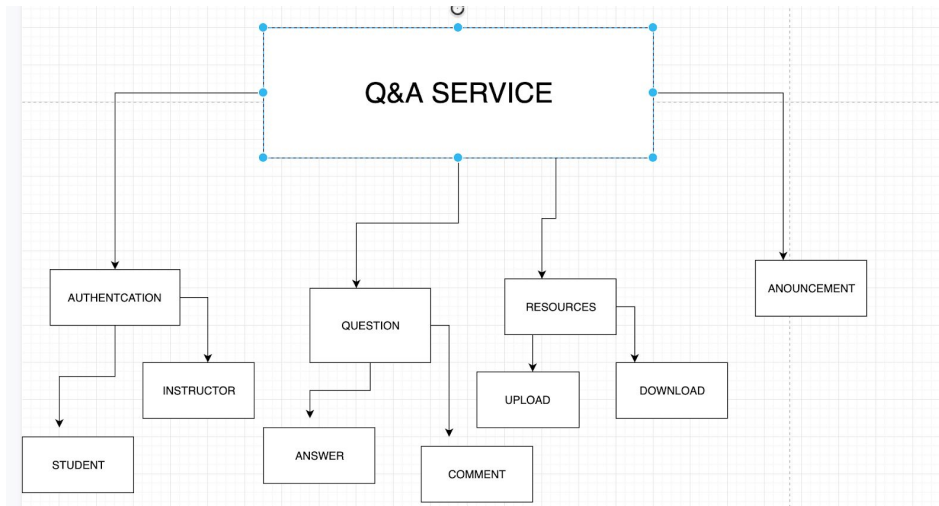 Q&A SERVICE
AUTHENTCATION
QUESTION
RESOURCES
ANOUNCEMENT
INSTRUCTOR
UPLOAD
DOWNLOAD
STUDENT
ANSWER
COMMENT